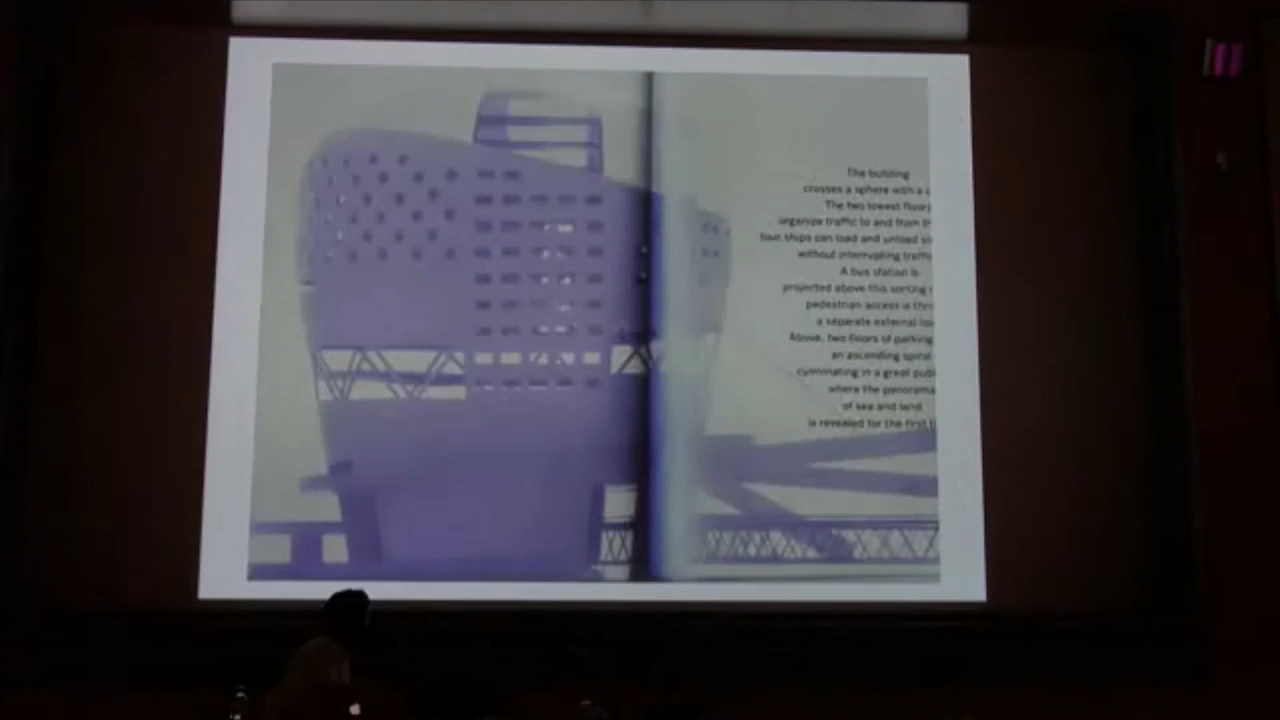 The building
crosses a sphere with a
The two lowest floors
organize traffic to and from
four ships can load and unload
without interrupting traffic
A bus station is
projected above this sorting
pedestrian access is
a separate external
Above, two floors of parking
an ascending spiral
culminating in a great
where the panorama
of sea and land
is revealed for the first